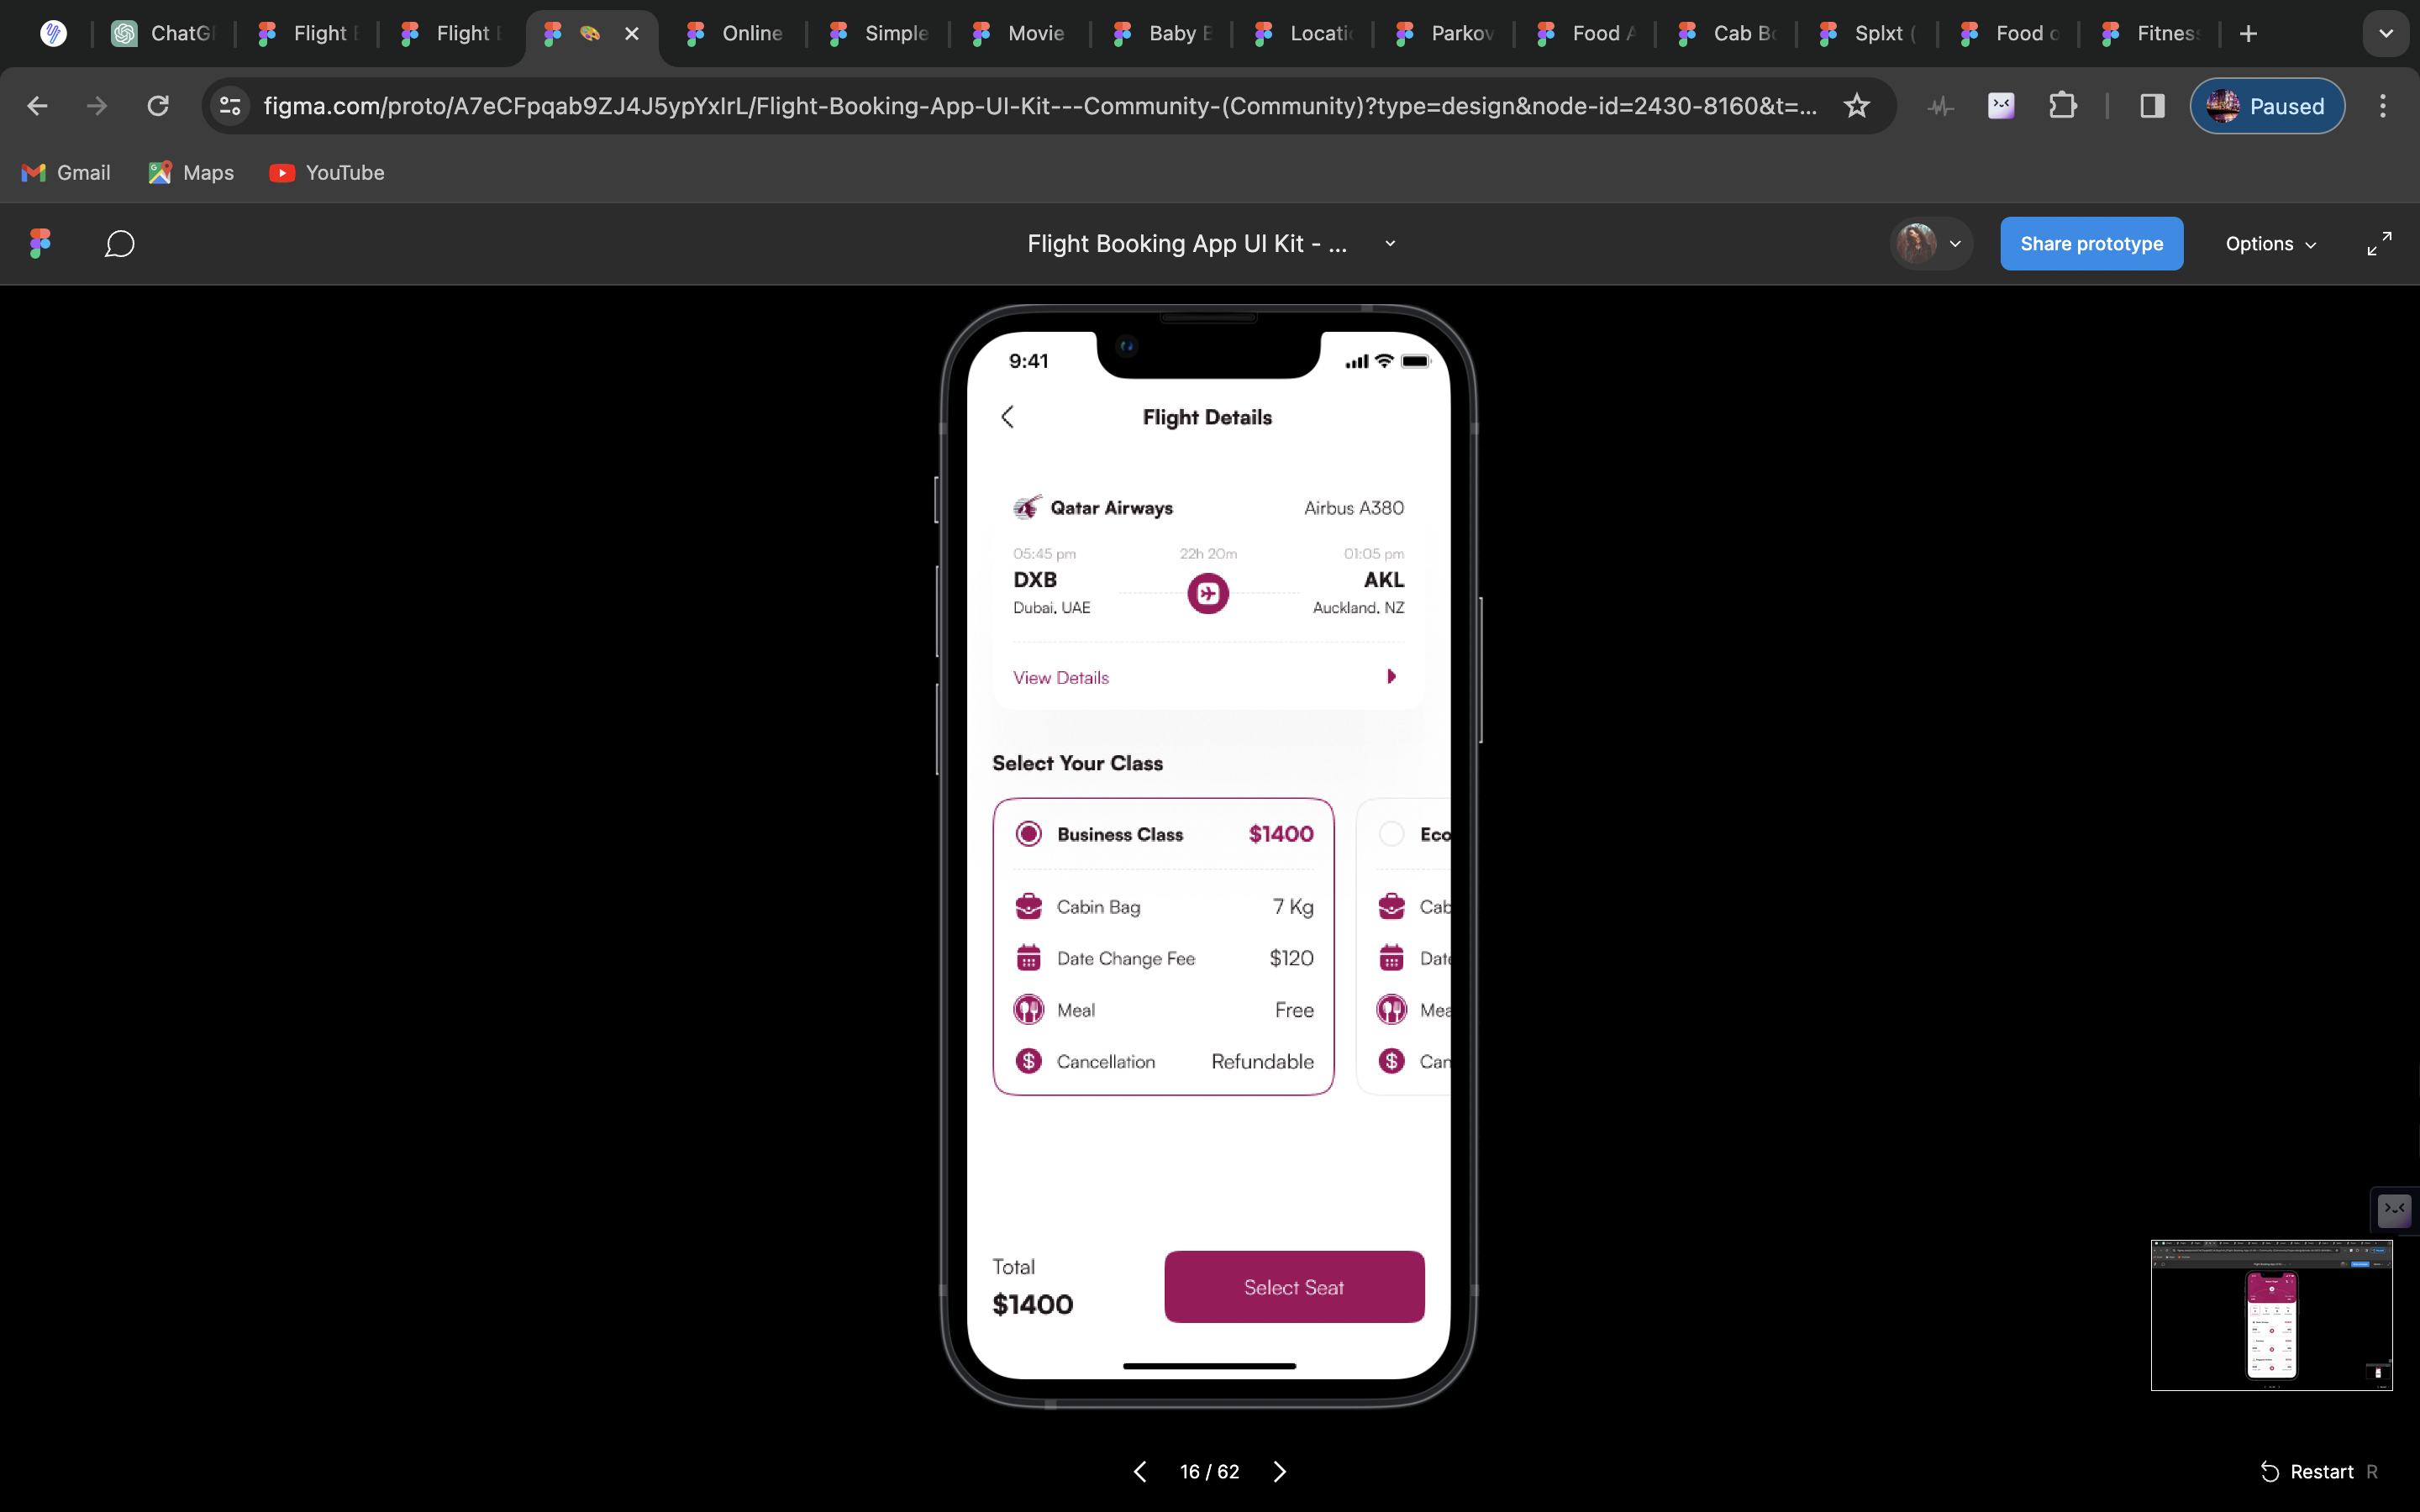 ChatG
Flight
Flight
Online
Simple
Movie
Baby
Locatio
Parkov
Food
Cab Bo
Splxt (
Food o
Fitness
figma.com/proto/A7eCFpqab9ZJ4J5ypYxIrL/Flight-Booking-App-UI-Kit---Community-(Community)?type=design&node-id=2430-8160&t=...
Paused
Gmail
Maps
YouTube
Flight Booking App UI Kit - ...
Share prototype
Options
9:41
Flight Details
Qatar Airways
Airbus A380
05:45 pm
22h 20m
01:05 pm
DXB
AKL
Dubai, UAE
Auckland, NZ
View Details
Select Your Class
Business Class
$1400
Eco
Cabin Bag
7 Kg
Cab
Date Change Fee
$120
Date
Meal
Free
Mea
Cancellation
Refundable
Can
Total
$1400
Select Seat
16 / 62
Restart R